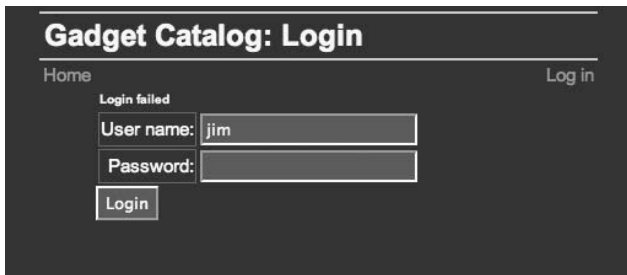 Gadget Catalog: Login
Home Log in
Login failed
User name: jim
Password:
Login